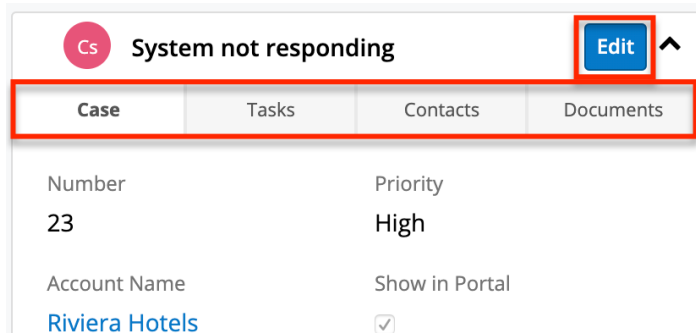 Cs System not responding Edit
Case Tasks Contacts Documents
Number Priority
23 High
Account Name Show in Portal
Riviera Hotels